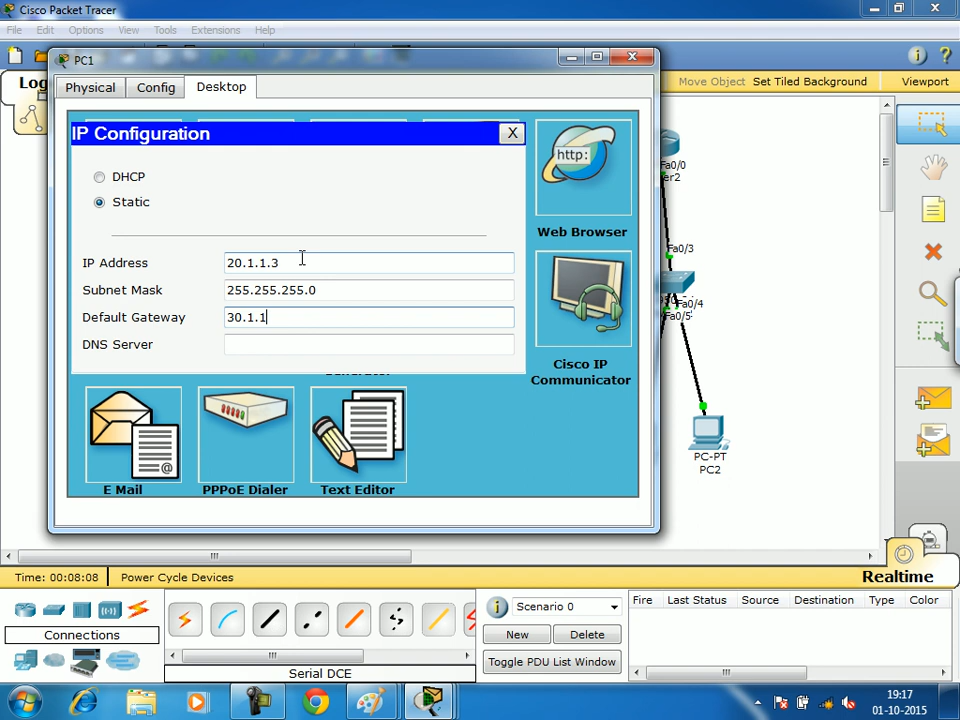 Cisco Packet Tracer
File Edit Options View Tools Extensions Help
PC1
Log
Move Object Set Tiled Background Viewport
Physical Config Desktop
IP Configuration X
http:
DHCP
Static
Web Browser
IP Address 20.1.1.3
Subnet Mask 255.255.255.0
Default Gateway 30.1.1
DNS Server
Cisco IP
Communicator
@
E Mail PPPoE Dialer Text Editor
Fa0/0
er2
Fa0/3
Fa0/4
Fa0/5
PC-PT
PC2
Time: 00:08:08 Power Cycle Devices Realtime
Scenario 0
Fire Last Status Source Destination Type Color
Connections
New Delete
Toggle PDU List Window
Serial DCE
19:17
01-10-2015